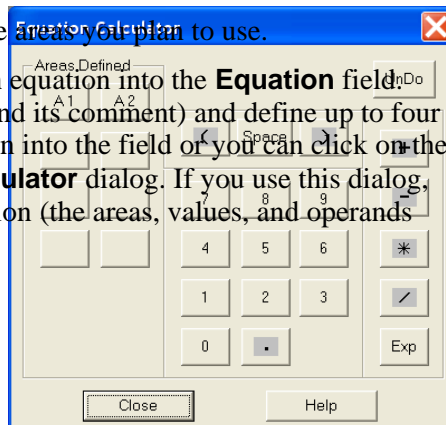 Equation Calculator
e areas you plan to use.
Areas Defined
UnDo
n equation into the Equation field.
A1 A2
nd its comment) and define up to four
( Space )
on into the field or you can click on the
+
ulator dialog. If you use this dialog,
7 8 9 -
ion (the areas, values, and operands
4 5 6 *
1 2 3 /
0 . Exp
Close Help